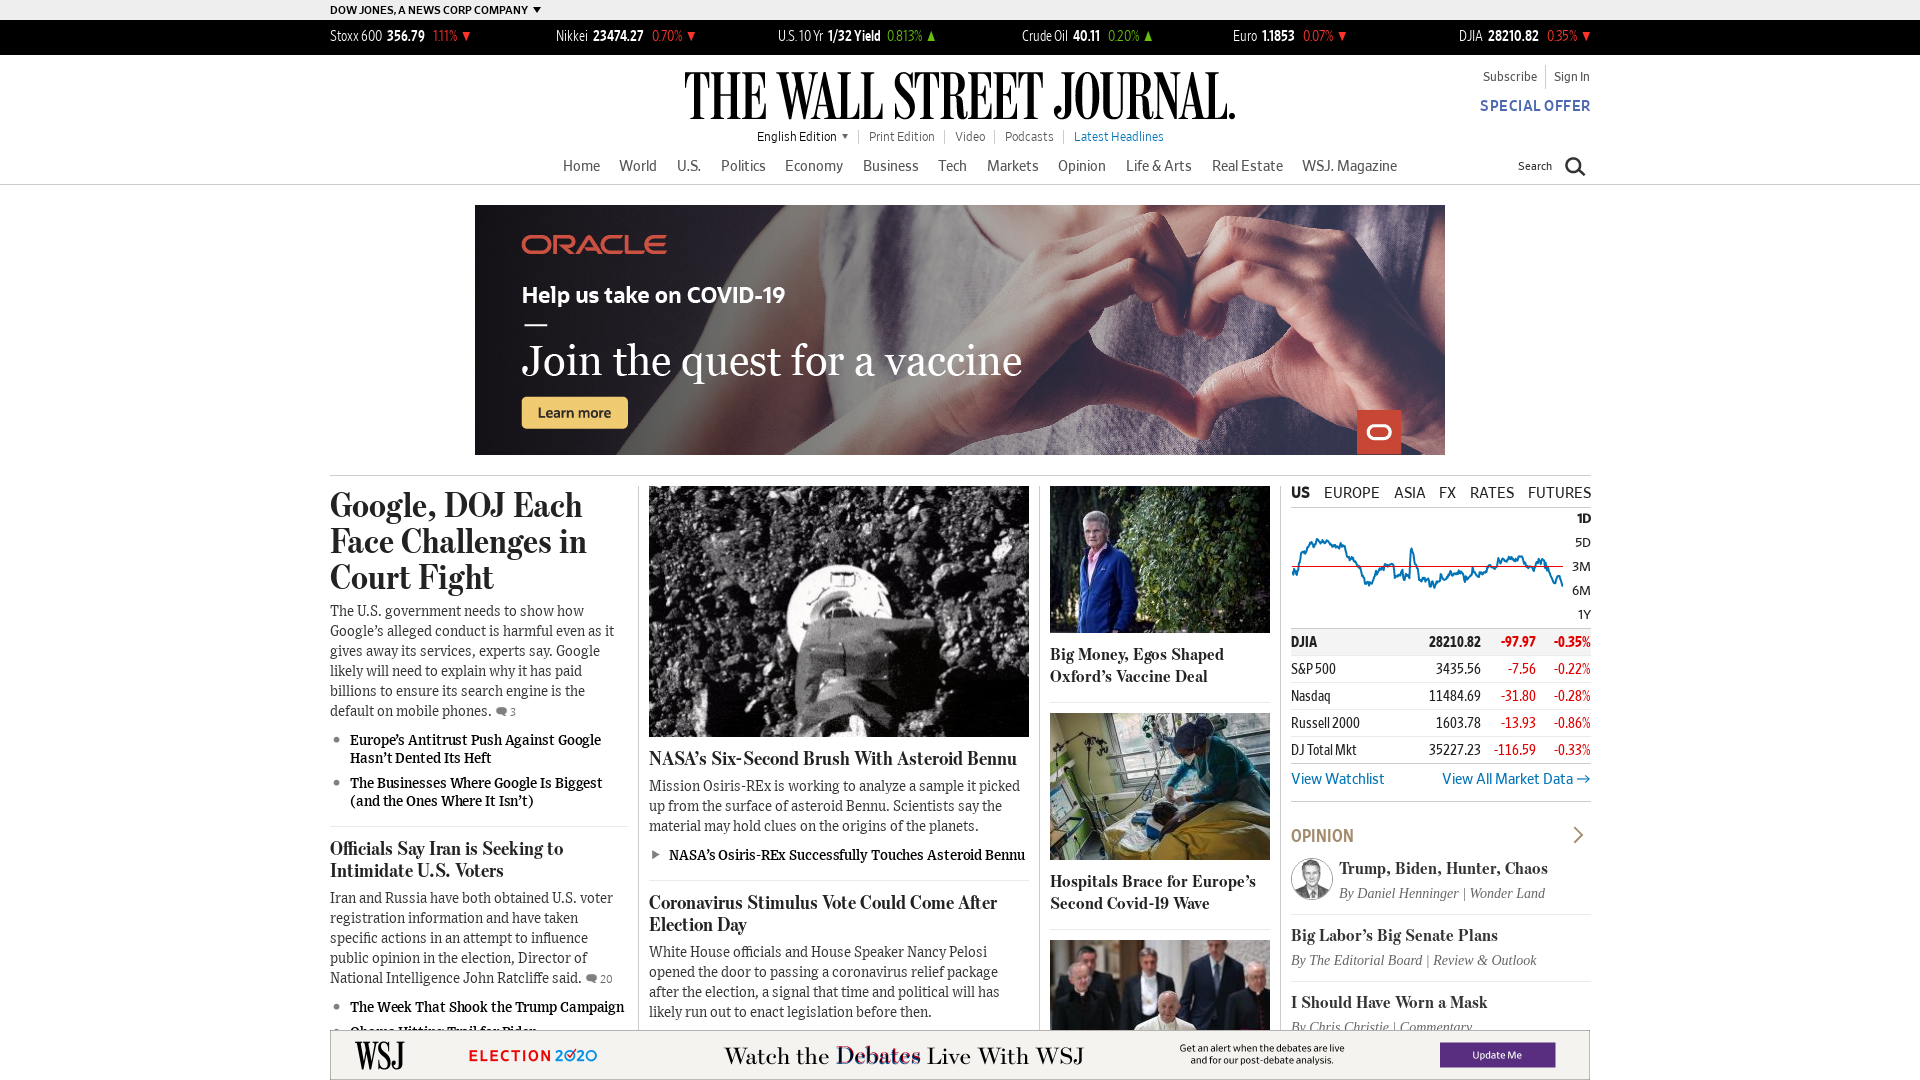 DOW JONES, A NEWS CORP COMPANY
Stoxx 600 356.79 1.11% Nikkei 23474.27 0.70% U.S. 10 Yr 1/32 Yield 0.813% Crude Oil 40.11 0.20% Euro 1.1853 0.07% DJIA 28210.82 0.35%
THE WALL STREET JOURNAL.
Subscribe Sign In
SPECIAL OFFER
English Edition Print Edition Video Podcasts Latest Headlines
Home World U.S. Politics Economy Business Tech Markets Opinion Life & Arts Real Estate WSJ. Magazine Search
ORACLE
Help us take on COVID-19
Join the quest for a vaccine
Learn more
Google, DOJ Each
Face Challenges in
Court Fight
The U.S. government needs to show how
Google’s alleged conduct is harmful even as it
gives away its services, experts say. Google
likely will need to explain why it has paid
billions to ensure its search engine is the
default on mobile phones. 3
Europe’s Antitrust Push Against Google
Hasn’t Dented Its Heft
The Businesses Where Google Is Biggest
(and the Ones Where It Isn’t)
Officials Say Iran is Seeking to
Intimidate U.S. Voters
Iran and Russia have both obtained U.S. voter
registration information and have taken
specific actions in an attempt to influence
public opinion in the election, Director of
National Intelligence John Ratcliffe said. 20
The Week That Shook the Trump Campaign
Obama Hitting Trail for Biden
NASA’s Six-Second Brush With Asteroid Bennu
Mission Osiris-REx is working to analyze a sample it picked
up from the surface of asteroid Bennu. Scientists say the
material may hold clues on the origins of the planets.
NASA’s Osiris-REx Successfully Touches Asteroid Bennu
Coronavirus Stimulus Vote Could Come After
Election Day
White House officials and House Speaker Nancy Pelosi
opened the door to passing a coronavirus relief package
after the election, a signal that time and political will has
likely run out to enact legislation before then.
Big Money, Egos Shaped
Oxford’s Vaccine Deal
Hospitals Brace for Europe’s
Second Covid-19 Wave
US EUROPE ASIA FX RATES FUTURES
1D
5D
3M
6M
1Y
DJIA 28210.82 -97.97 -0.35%
S&P 500 3435.56 -7.56 -0.22%
Nasdaq 11484.69 -31.80 -0.28%
Russell 2000 1603.78 -13.93 -0.86%
DJ Total Mkt 35227.23 -116.59 -0.33%
View Watchlist View All Market Data
OPINION
Trump, Biden, Hunter, Chaos
By Daniel Henninger | Wonder Land
Big Labor’s Big Senate Plans
By The Editorial Board | Review & Outlook
I Should Have Worn a Mask
By Chris Christie | Commentary
WSJ ELECTION 2020 Watch the Debates Live With WSJ
Get an alert when the debates are live
and for our post-debate analysis.
Update Me